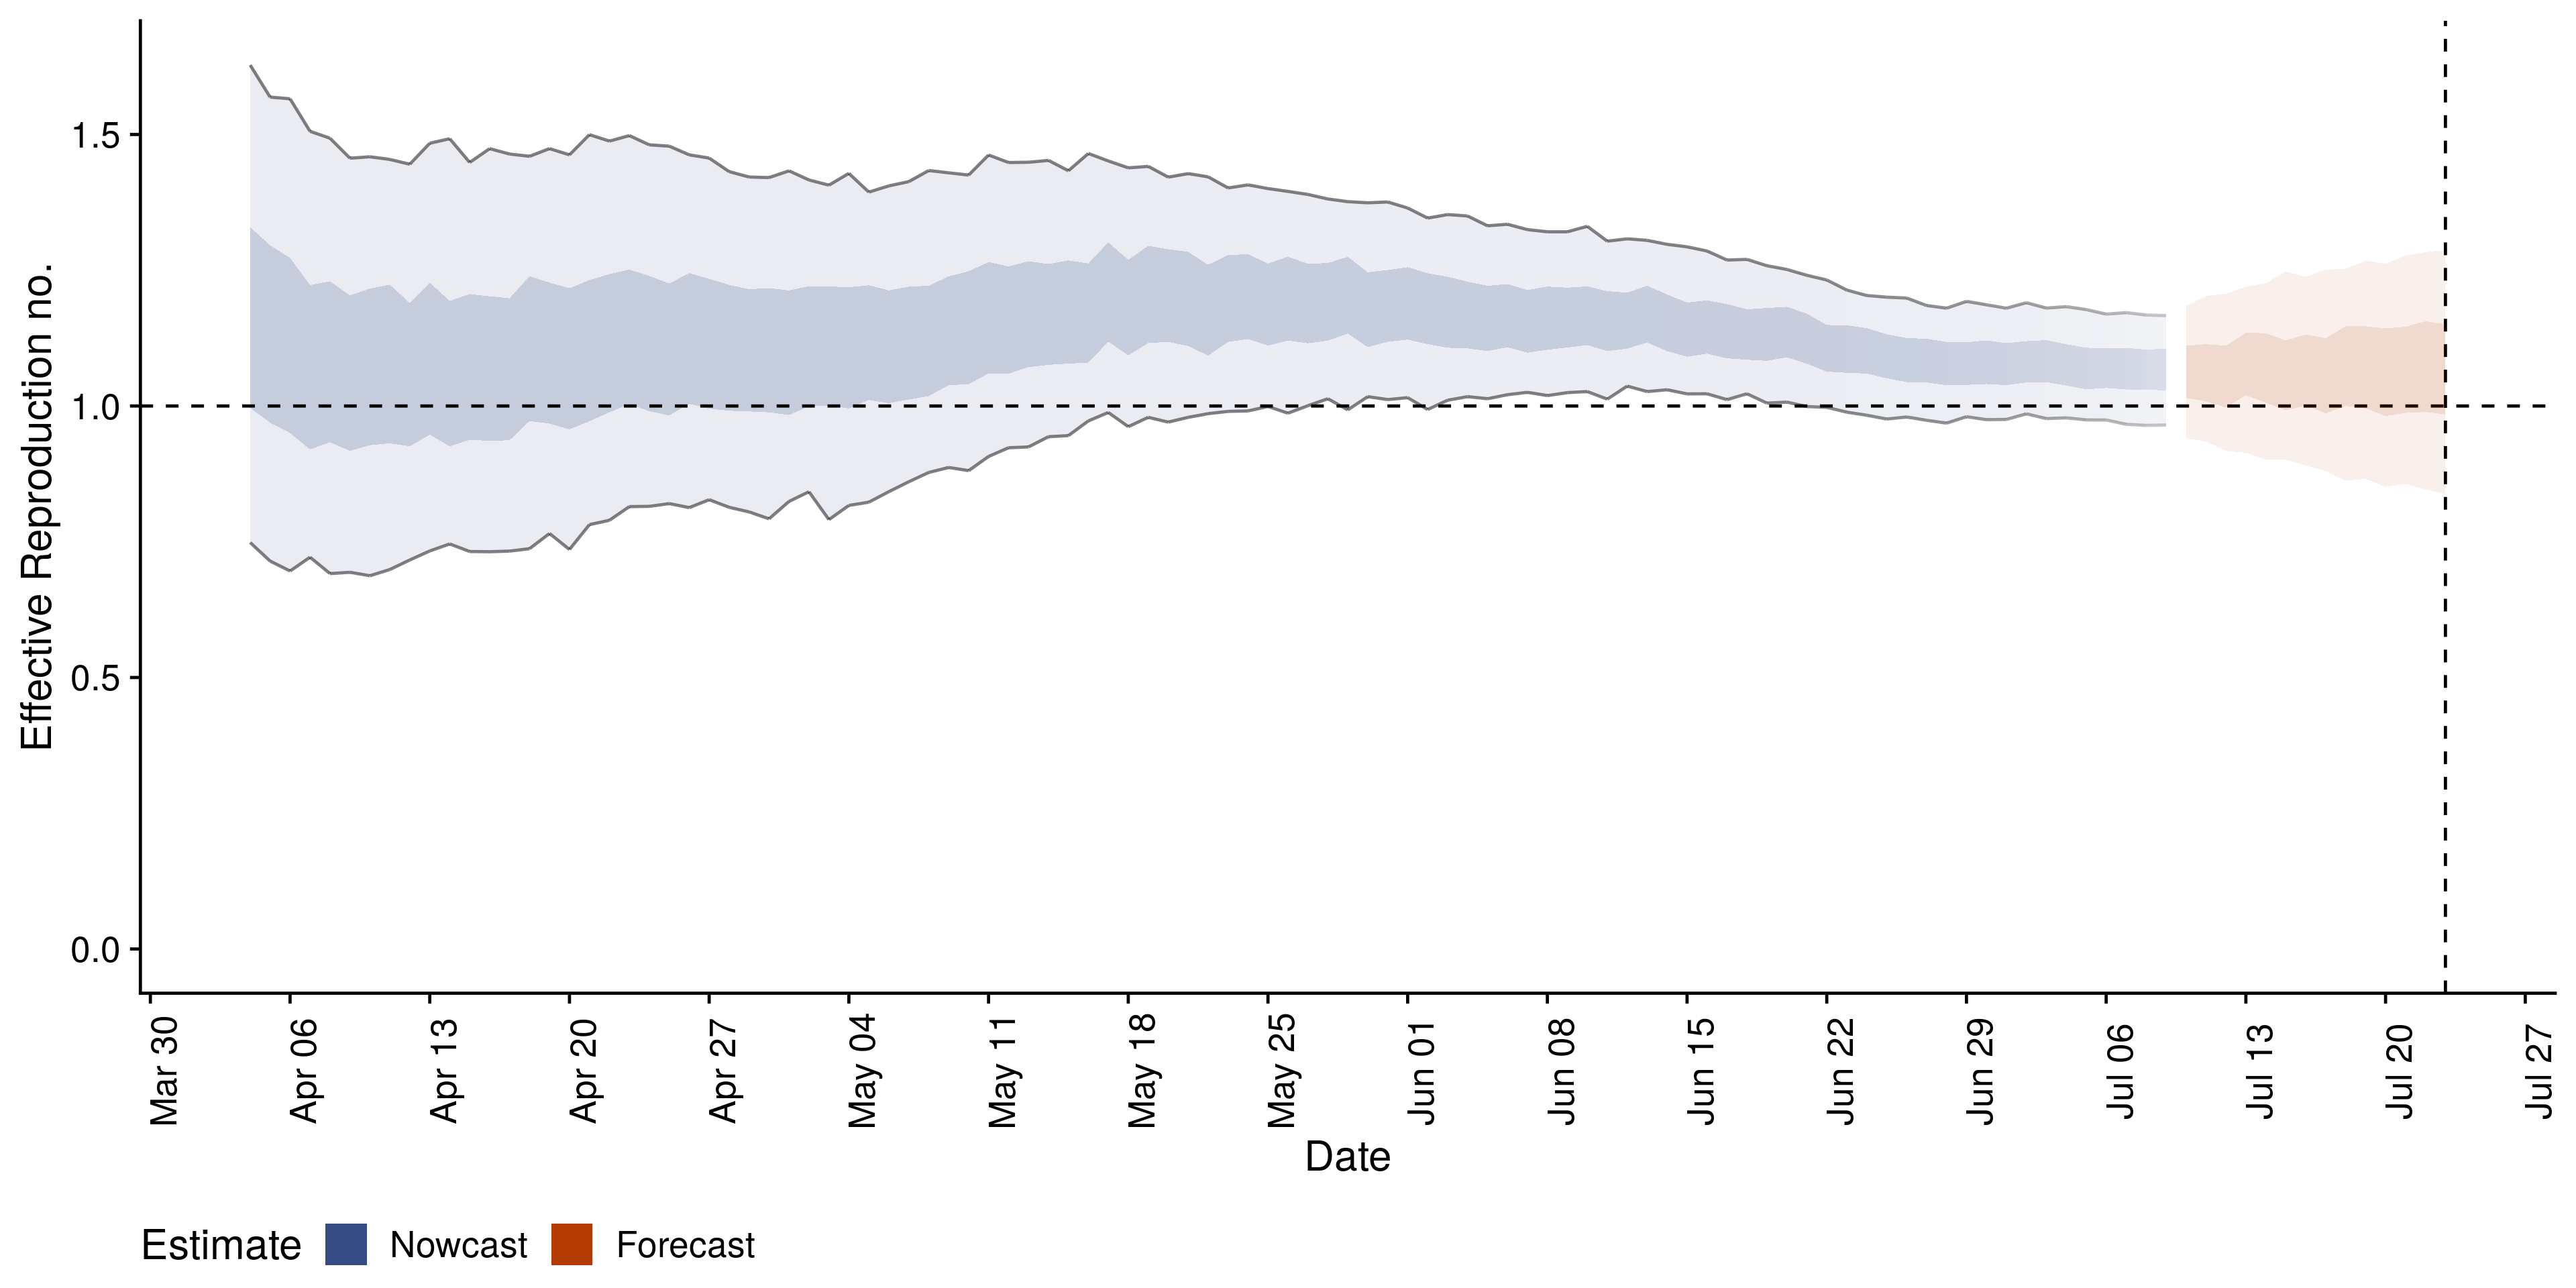 Effective Reproduction no.
1.5
1.0
0.5
0.0
Mar 30
Apr 06
Apr 13
Apr 20
Apr 27
May 04
May 11
May 18
May 25
Jun 01
Jun 08
Jun 15
Jun 22
Jun 29
Jul 06
Jul 13
Jul 20
Jul 27
Date
Estimate Nowcast Forecast